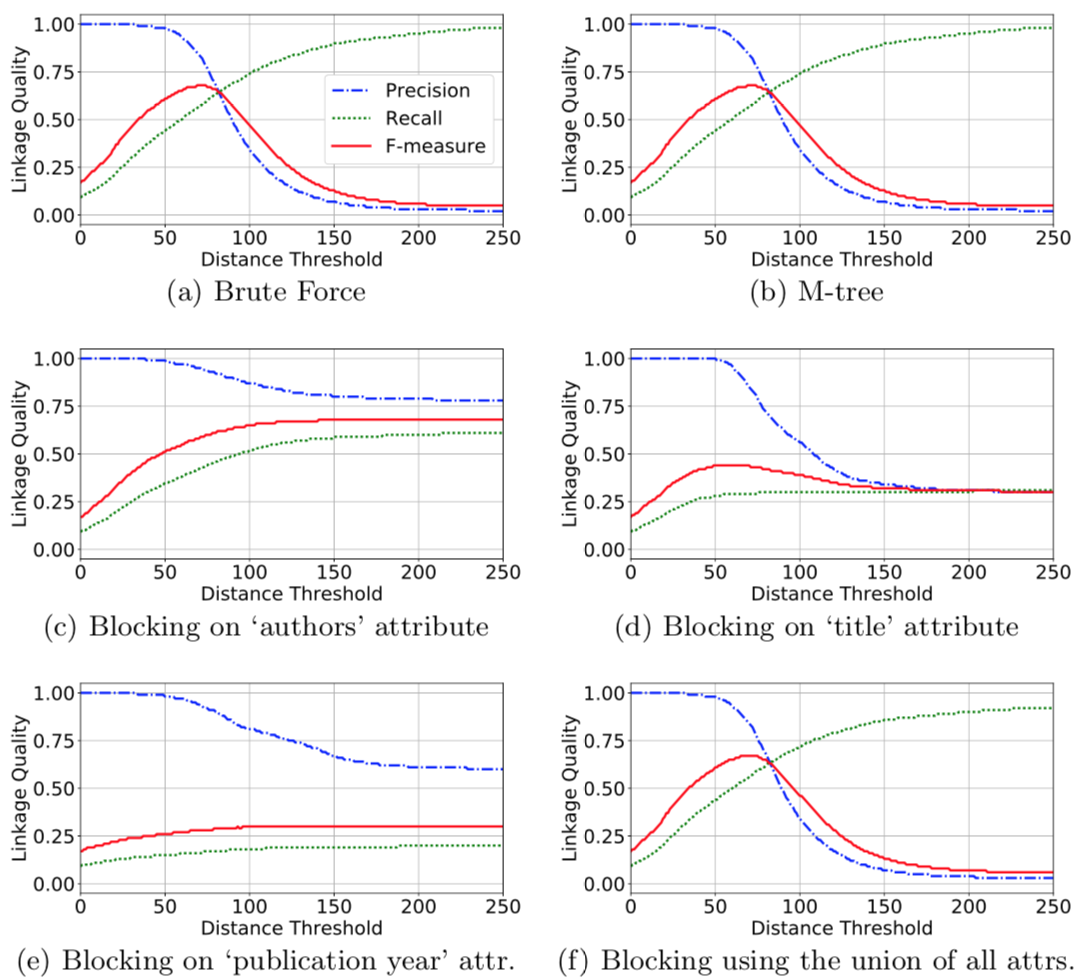 1.00
0.75
0.50
0.25
0.00
Linkage Quality
Precision
Recall
F-measure
0 50 100 150 200 250
Distance Threshold
(a) Brute Force
1.00
0.75
0.50
0.25
0.00
Linkage Quality
0 50 100 150 200 250
Distance Threshold
(b) M-tree
1.00
0.75
0.50
0.25
0.00
Linkage Quality
0 50 100 150 200 250
Distance Threshold
(c) Blocking on ‘authors’ attribute
1.00
0.75
0.50
0.25
0.00
Linkage Quality
0 50 100 150 200 250
Distance Threshold
(d) Blocking on ‘title’ attribute
1.00
0.75
0.50
0.25
0.00
Linkage Quality
0 50 100 150 200 250
Distance Threshold
(e) Blocking on ‘publication year’ attr.
1.00
0.75
0.50
0.25
0.00
Linkage Quality
0 50 100 150 200 250
Distance Threshold
(f) Blocking using the union of all attrs.